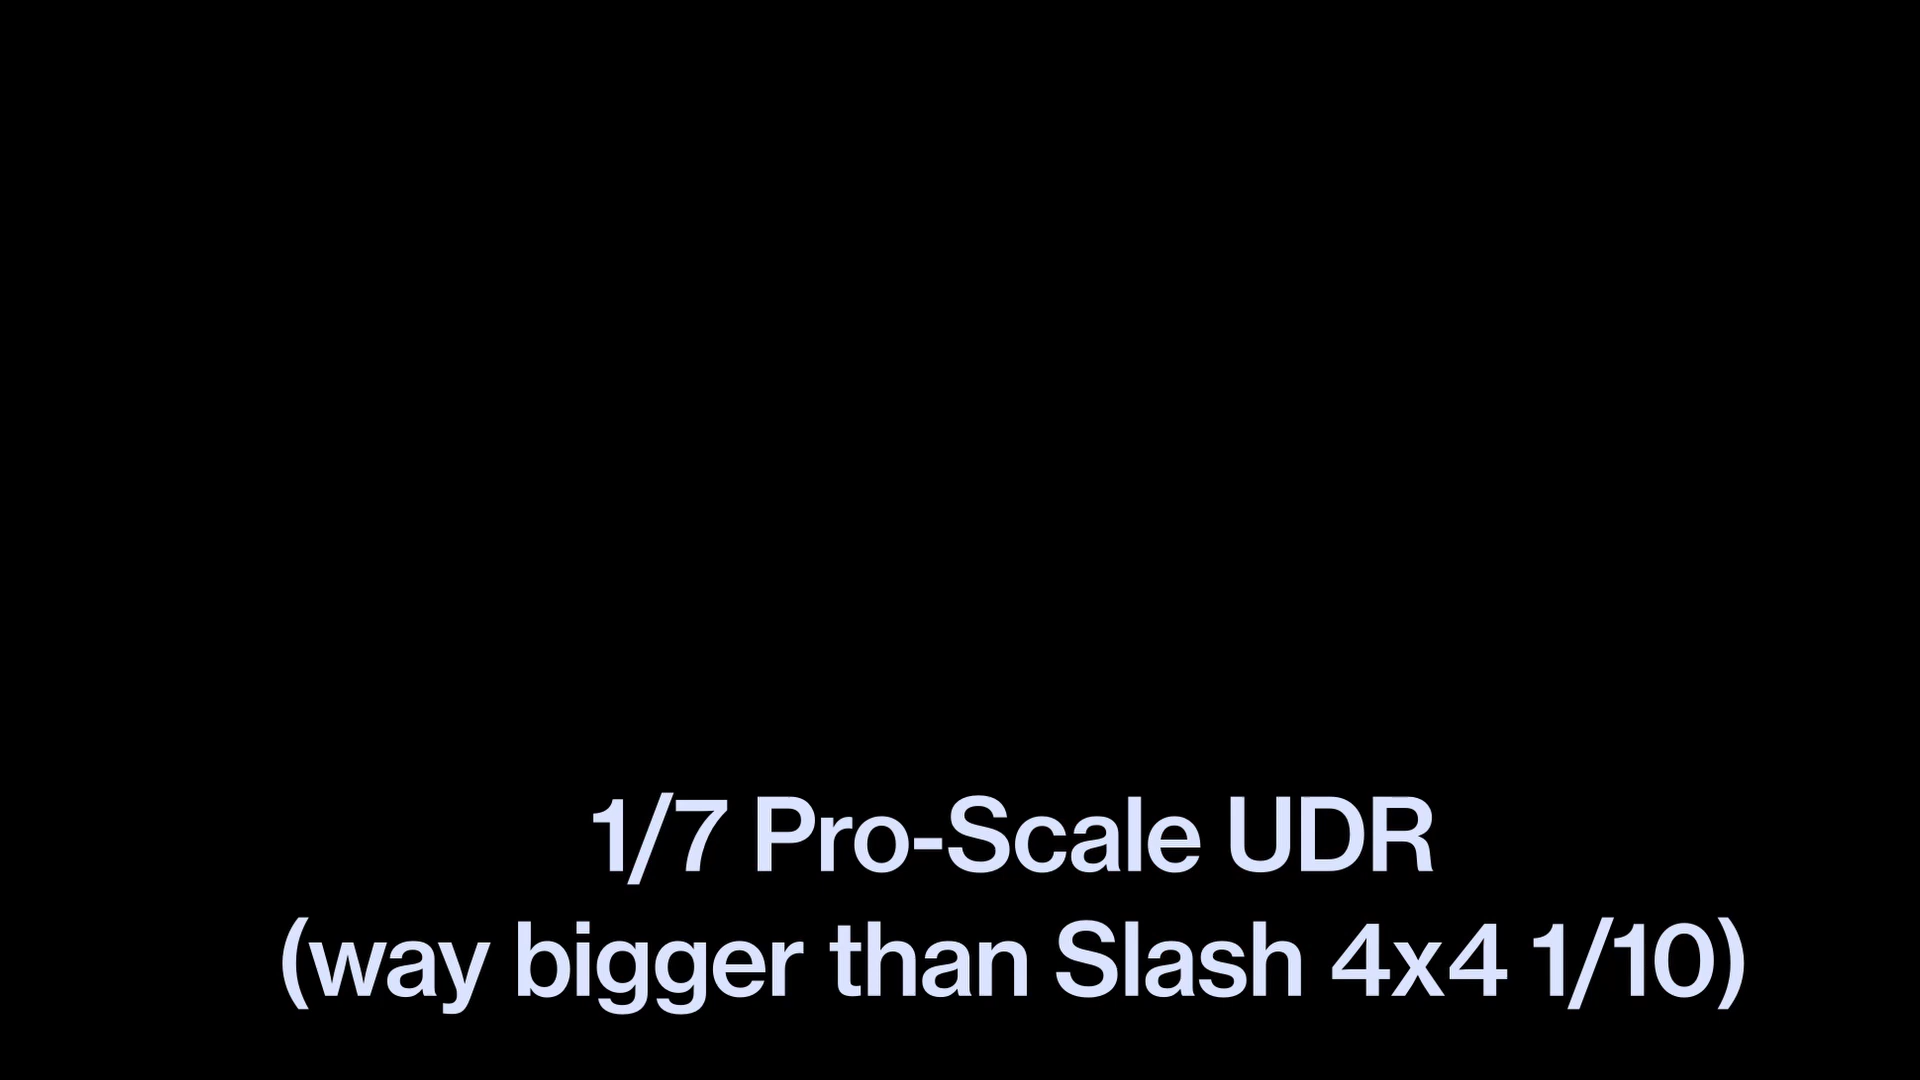 1/7 Pro-Scale UDR
(way bigger than Slash 4x4 1/10)